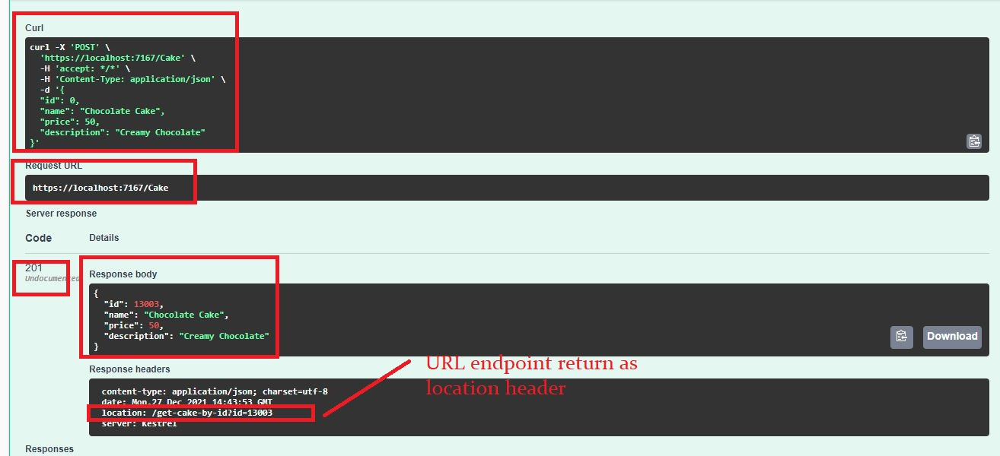 Curl
curl -X 'POST' \
'https://localhost:7167/Cake' \
-H 'accept: */*' \
-H 'Content-Type: application/json' \
-d '{
"id": 0,
"name": "Chocolate Cake",
"price": 50,
"description": "Creamy Chocolate"
}'
Request URL
https://localhost:7167/Cake
Server response
Code Details
201
Undocumented
Response body
{
"id": 13003,
"name": "Chocolate Cake",
"price": 50,
"description": "Creamy Chocolate"
}
Download
URL endpoint return as
location header
Response headers
content-type: application/json; charset=utf-8
date: Mon,27 Dec 2021 14:43:53 GMT
location: /get-cake-by-id?id=13003
server: Kestrel
Responses